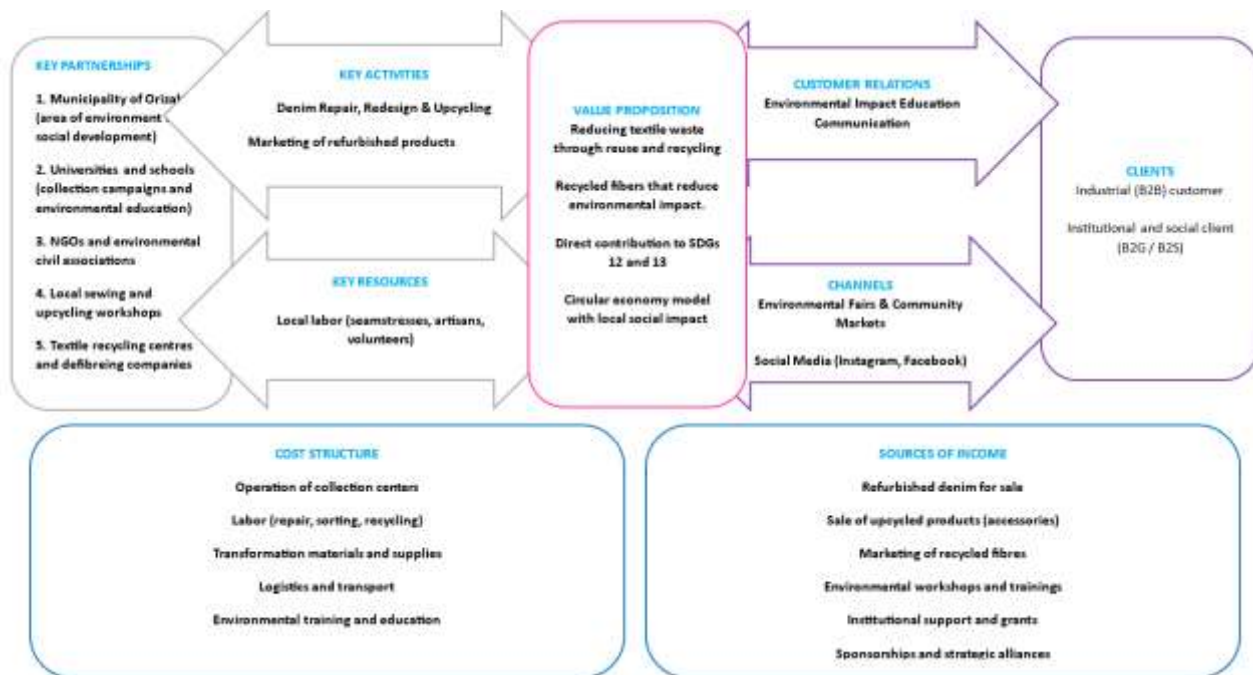 KEY PARTNERSHIPS
1. Municipality of
(area of environment
social development)
2. Universities and schools
(collection campaigns and
environmental education)
3. NGOs and environmental
civil associations
4. Local sewing and
upcycling workshops
5. Textile recycling centres
and defibreing companies
KEY ACTIVITIES
Denim Repair, Redesign & Upcycling
Marketing of refurbished products
KEY RESOURCES
Local labor (seamstresses, artisans,
volunteers)
VALUE PROPOSITION
Reducing textile waste
through reuse and recycling
Recycled fibers that reduce
environmental impact.
Direct contribution to SDGs
12 and 13
Circular economy model
with local social impact
CUSTOMER RELATIONS
Environmental Impact Education
Communication
CHANNELS
Environmental Fairs & Community
Markets
Social Media (Instagram, Facebook)
CLIENTS
Industrial (B2B) customer
Institutional and social client
(B2G / B2S)
COST STRUCTURE
Operation of collection centers
Labor (repair, sorting, recycling)
Transformation materials and supplies
Logistics and transport
Environmental training and education
SOURCES OF INCOME
Refurbished denim for sale
Sale of upcycled products (accessories)
Marketing of recycled fibres
Environmental workshops and trainings
Institutional support and grants
Sponsorships and strategic alliances